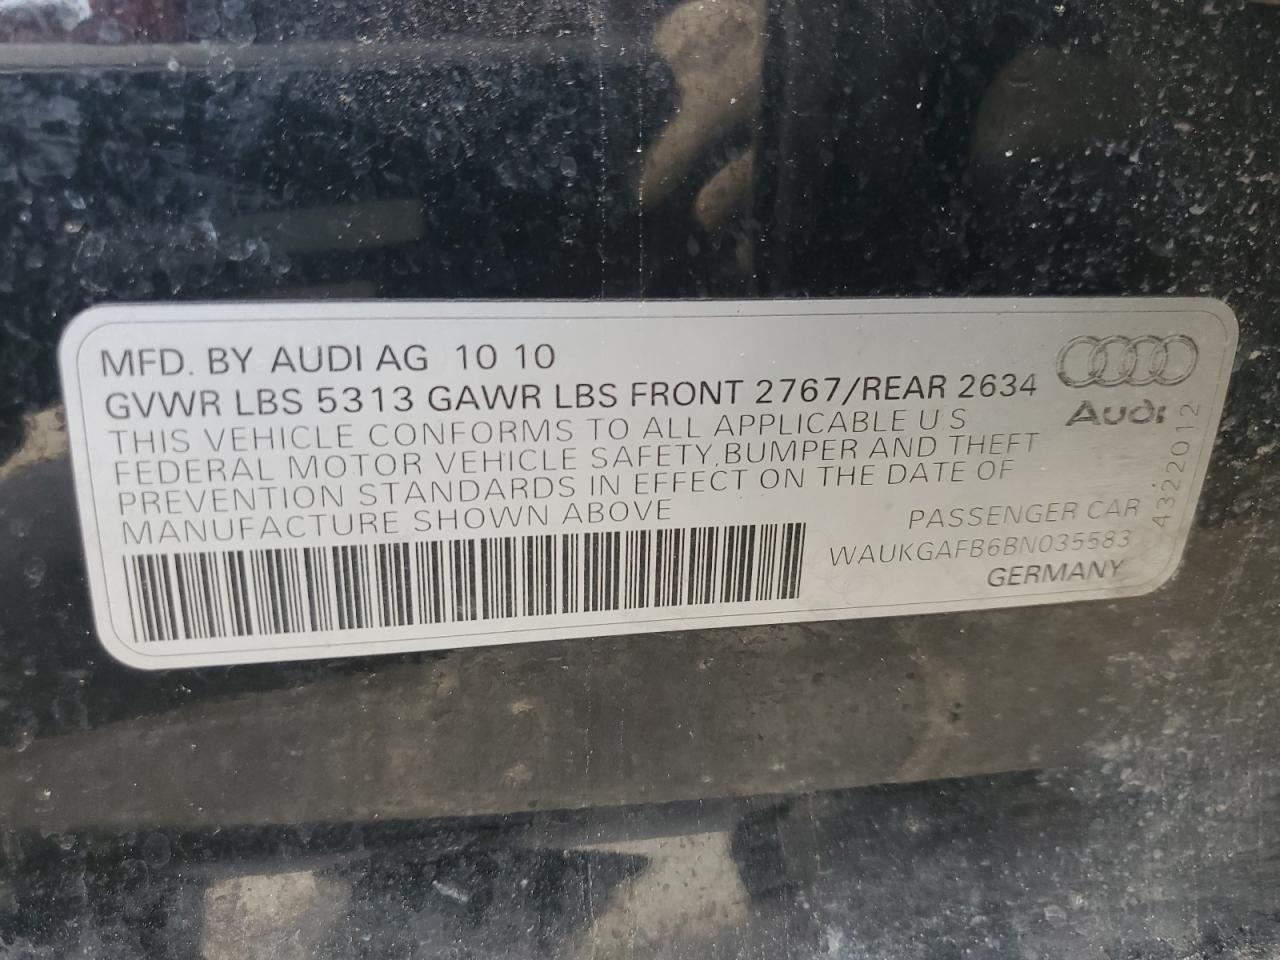 MFD. BY AUDI AG 10 10
GVWR LBS 5313 GAWR LBS FRONT 2767/REAR 2634
THIS VEHICLE CONFORMS TO ALL APPLICABLE U.S
FEDERAL MOTOR VEHICLE SAFETY, BUMPER AND THEFT
PREVENTION STANDARDS IN EFFECT ON THE DATE OF
MANUFACTURE SHOWN ABOVE
Audi
PASSENGER CAR
WAUKGAFB6BN035583
GERMANY
4322012